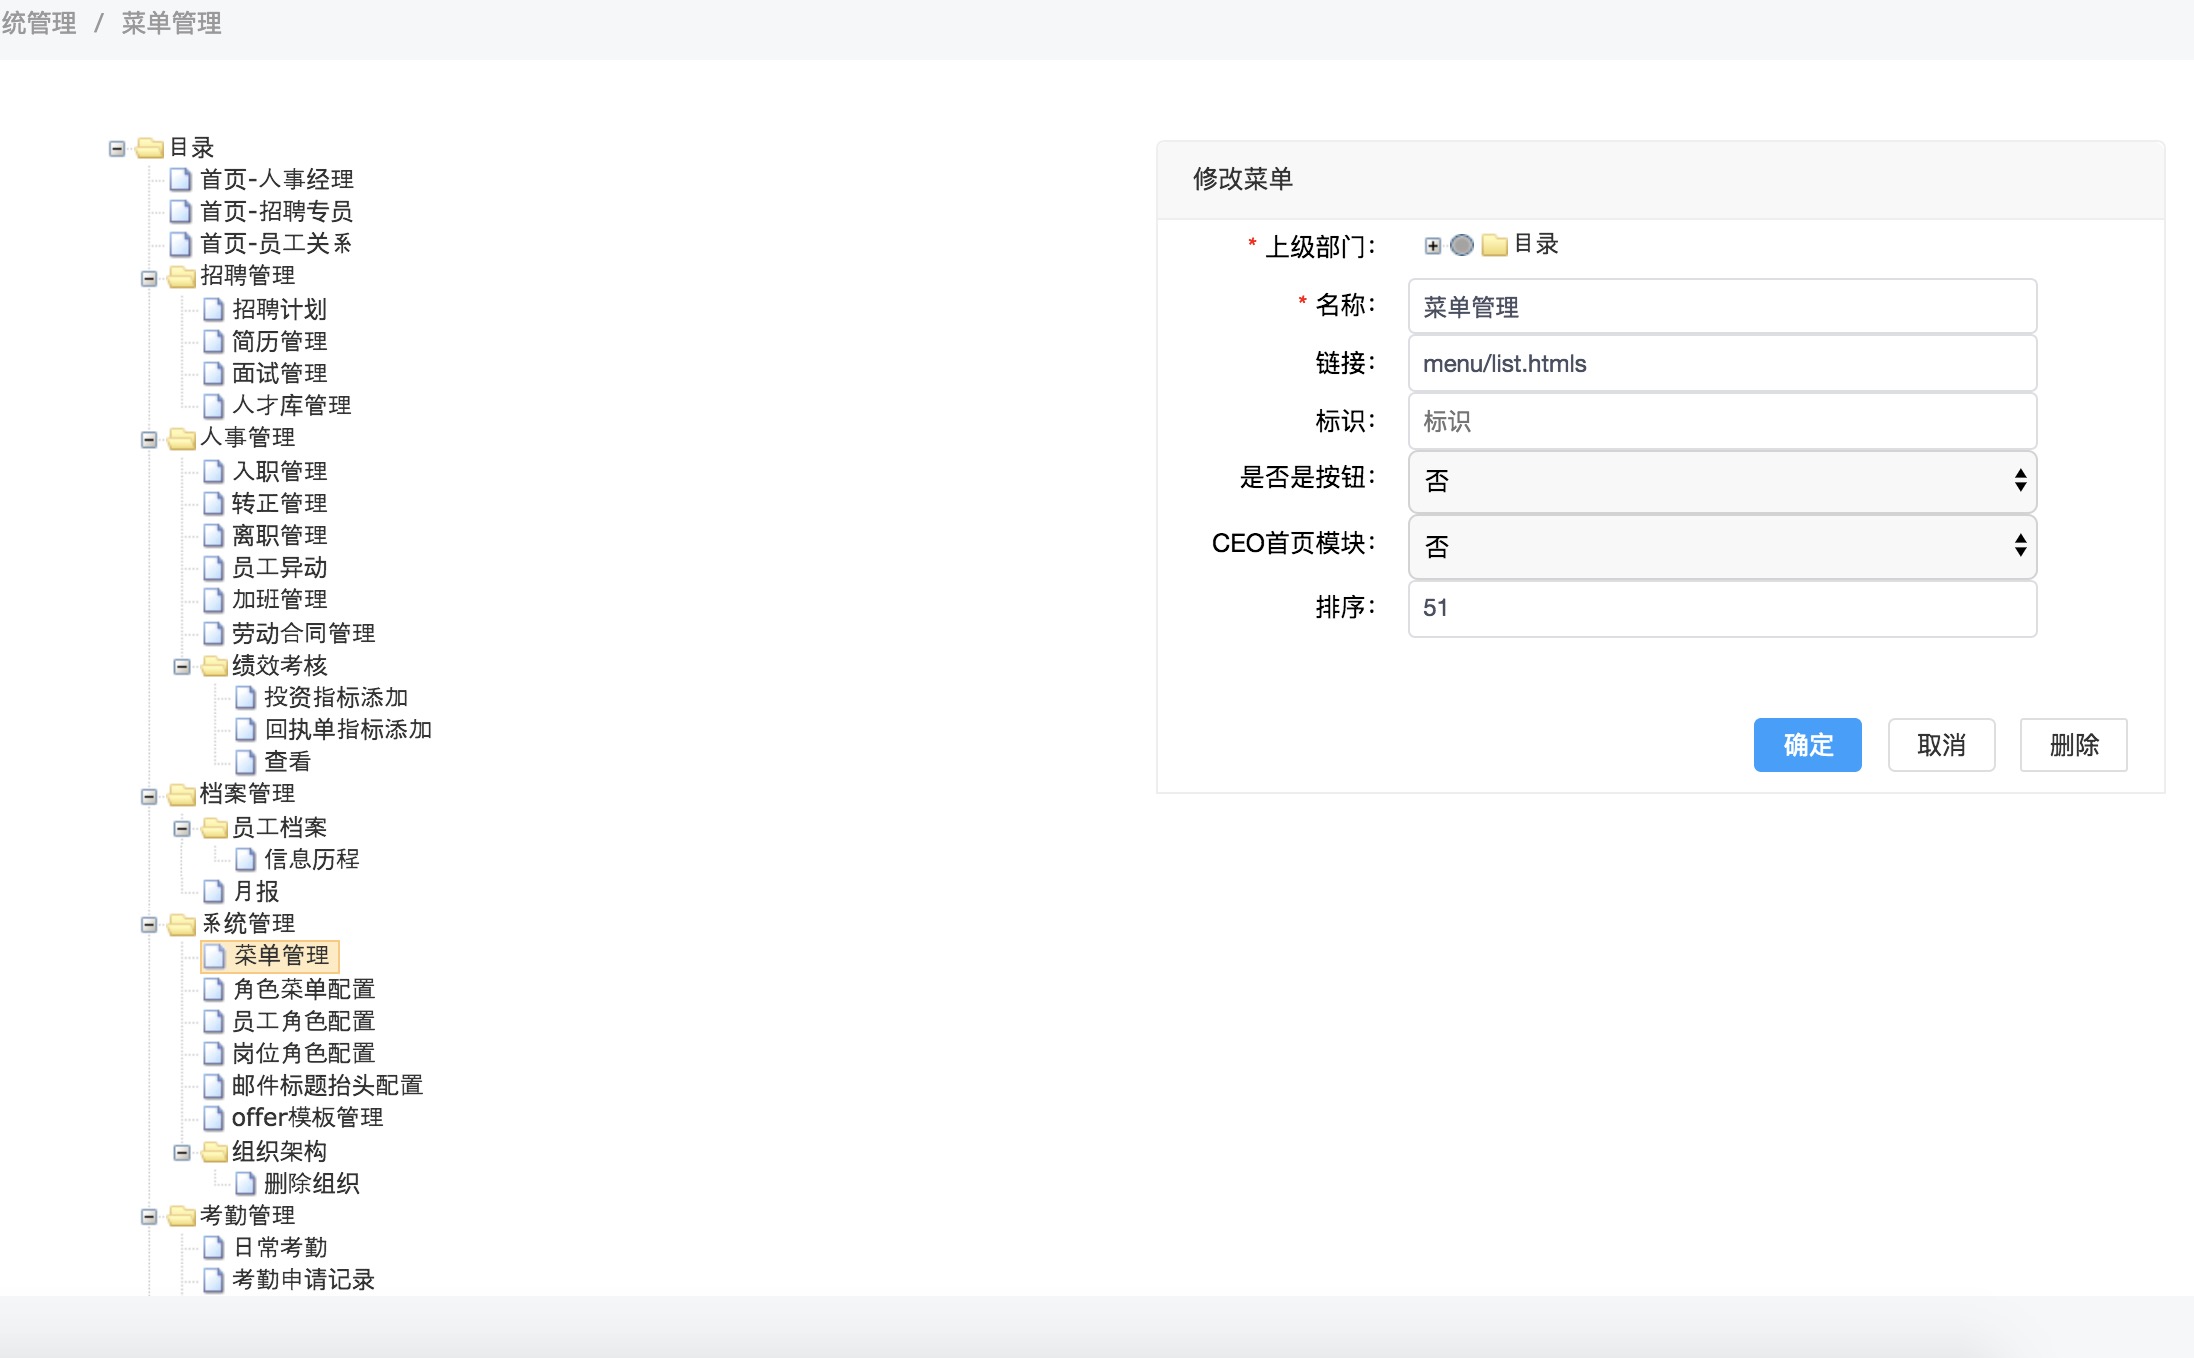 统管理 / 菜单管理
目录
首页-人事经理
首页-招聘专员
首页-员工关系
招聘管理
招聘计划
简历管理
面试管理
人才库管理
人事管理
入职管理
转正管理
离职管理
员工异动
加班管理
劳动合同管理
绩效考核
投资指标添加
回执单指标添加
查看
档案管理
员工档案
信息历程
月报
系统管理
菜单管理
角色菜单配置
员工角色配置
岗位角色配置
邮件标题抬头配置
offer模板管理
组织架构
删除组织
考勤管理
日常考勤
考勤申请记录
修改菜单
* 上级部门： 目录
* 名称： 菜单管理
链接： menu/list.htmls
标识： 标识
是否是按钮： 否
CEO首页模块： 否
排序： 51
确定 取消 删除